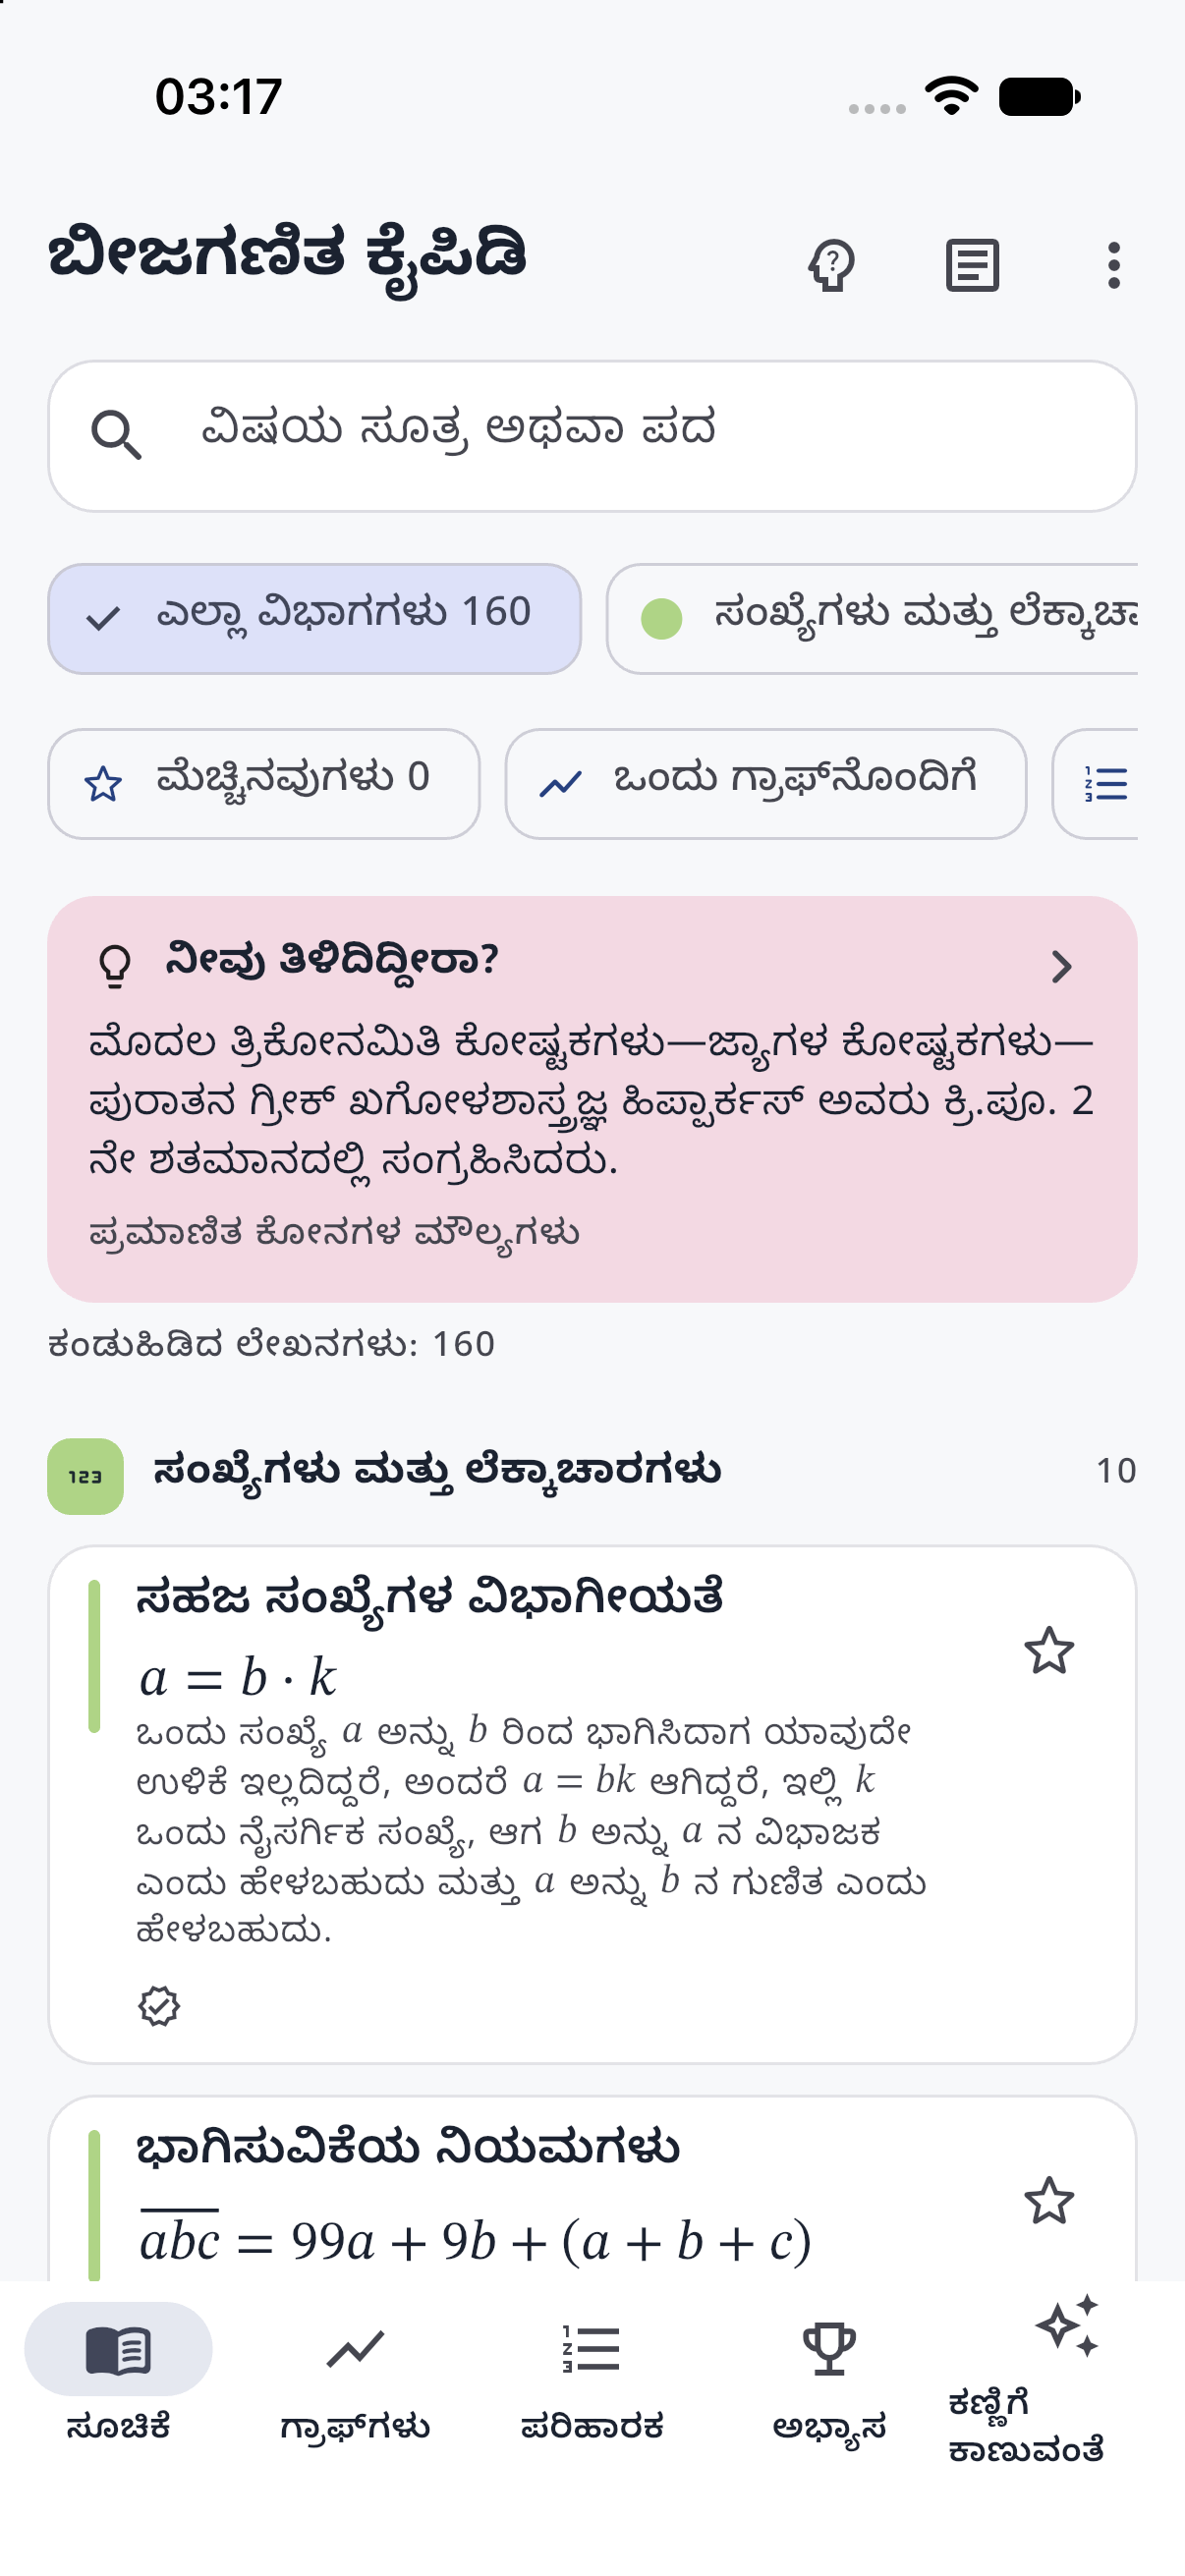 03:17
ಬೀಜಗಣಿತ ಕೈಪಿಡಿ
ವಿಷಯ ಸೂತ್ರ ಅಥವಾ ಪದ
ಎಲ್ಲಾ ವಿಭಾಗಗಳು 160
ಸಂಖ್ಯೆಗಳು ಮತ್ತು ಲೆಕ್ಕಾಚಾ
ಮೆಚ್ಚಿನವುಗಳು 0
ಒಂದು ಗ್ರಾಫ್‌ನೊಂದಿಗೆ
ನೀವು ತಿಳಿದಿದ್ದೀರಾ?
ಮೊದಲ ತ್ರಿಕೋನಮಿತಿ ಕೋಷ್ಟಕಗಳು—ಜ್ಯಾಗಳ ಕೋಷ್ಟಕಗಳು—
ಪುರಾತನ ಗ್ರೀಕ್ ಖಗೋಳಶಾಸ್ತ್ರಜ್ಞ ಹಿಪ್ಪಾರ್ಕಸ್ ಅವರು ಕ್ರಿ.ಪೂ. 2
ನೇ ಶತಮಾನದಲ್ಲಿ ಸಂಗ್ರಹಿಸಿದರು.
ಪ್ರಮಾಣಿತ ಕೋನಗಳ ಮೌಲ್ಯಗಳು
ಕಂಡುಹಿಡಿದ ಲೇಖನಗಳು: 160
123
ಸಂಖ್ಯೆಗಳು ಮತ್ತು ಲೆಕ್ಕಾಚಾರಗಳು
10
ಸಹಜ ಸಂಖ್ಯೆಗಳ ವಿಭಾಗೀಯತೆ
a = b · k
ಒಂದು ಸಂಖ್ಯೆ a ಅನ್ನು b ರಿಂದ ಭಾಗಿಸಿದಾಗ ಯಾವುದೇ
ಉಳಿಕೆ ಇಲ್ಲದಿದ್ದರೆ, ಅಂದರೆ a = bk ಆಗಿದ್ದರೆ, ಇಲ್ಲಿ k
ಒಂದು ನೈಸರ್ಗಿಕ ಸಂಖ್ಯೆ, ಆಗ b ಅನ್ನು a ನ ವಿಭಾಜಕ
ಎಂದು ಹೇಳಬಹುದು ಮತ್ತು a ಅನ್ನು b ನ ಗುಣಿತ ಎಂದು
ಹೇಳಬಹುದು.
ಭಾಗಿಸುವಿಕೆಯ ನಿಯಮಗಳು
a̅b̅c̅ = 99a + 9b + (a + b + c)
ಸೂಚಿಕೆ
ಗ್ರಾಫ್‌ಗಳು
ಪರಿಹಾರಕ
ಅಭ್ಯಾಸ
ಕಣ್ಣಿಗೆ
ಕಾಣುವಂತೆ